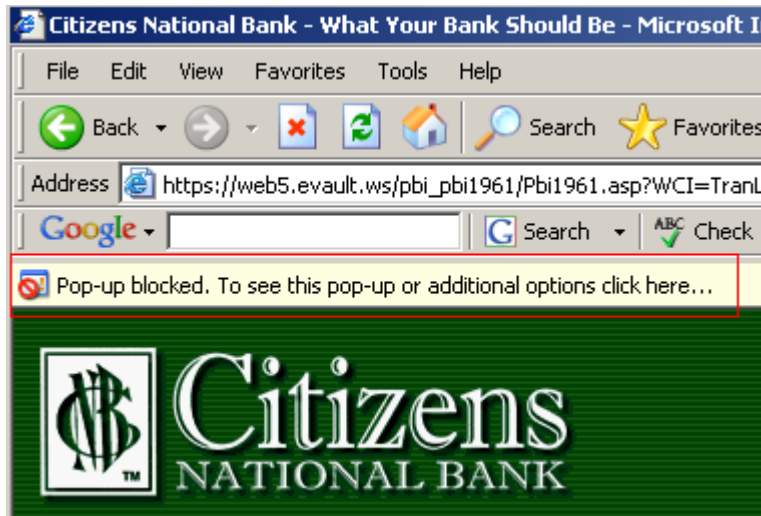 Citizens National Bank - What Your Bank Should Be - Microsoft I
File Edit View Favorites Tools Help
Back Search Favorites
Address https://web5.evault.ws/pbi_pbi1961/Pbi1961.asp?WCI=TranL
Google Search ABC Check
Pop-up blocked. To see this pop-up or additional options click here...
Citizens
NATIONAL BANK
TM